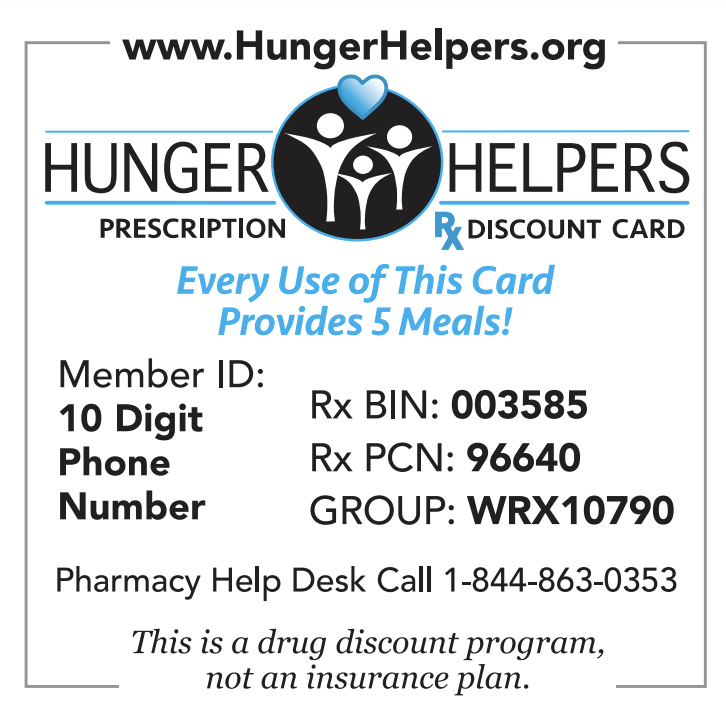 www.HungerHelpers.org
HUNGER HELPERS
PRESCRIPTION Rx DISCOUNT CARD
Every Use of This Card
Provides 5 Meals!
Member ID:
10 Digit
Phone
Number
Rx BIN: 003585
Rx PCN: 96640
GROUP: WRX10790
Pharmacy Help Desk Call 1-844-863-0353
This is a drug discount program,
not an insurance plan.